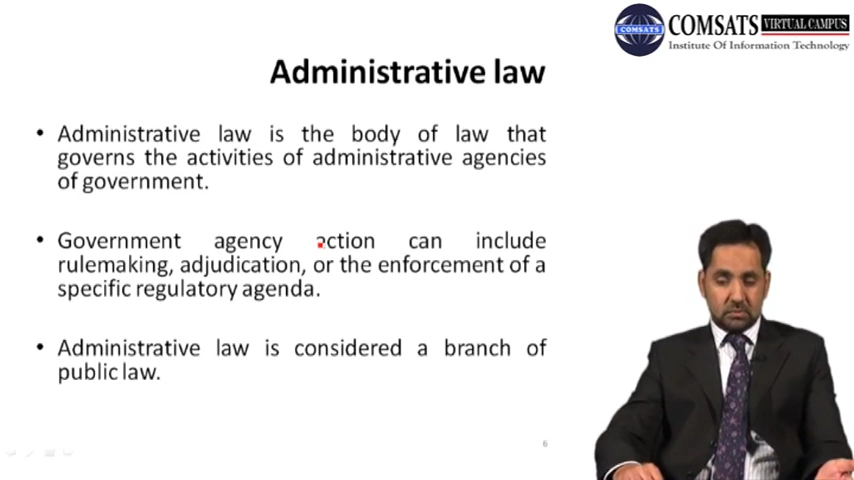 COMSATS
COMSATS VIRTUAL CAMPUS
Institute Of Information Technology
Administrative law
• Administrative law is the body of law that
governs the activities of administrative agencies
of government.
• Government agency action can include
rulemaking, adjudication, or the enforcement of a
specific regulatory agenda.
• Administrative law is considered a branch of
public law.
6